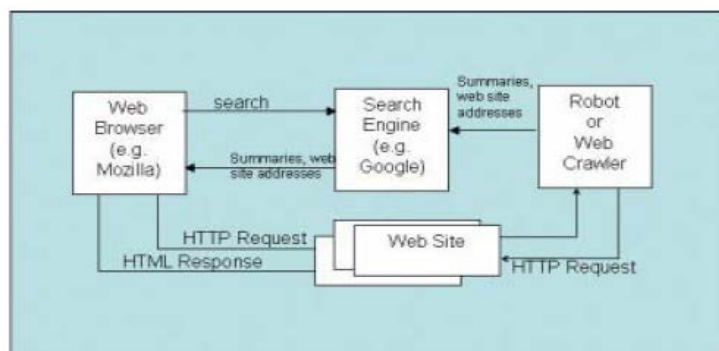 Web
Browser
(e.g.
Mozilla)
search
Summaries, web
site addresses
Search
Engine (e.g.
Google)
Summaries,
web site
addresses
Robot
or
Web
Crawler
HTTP Request
HTML Response
Web Site
HTTP Request